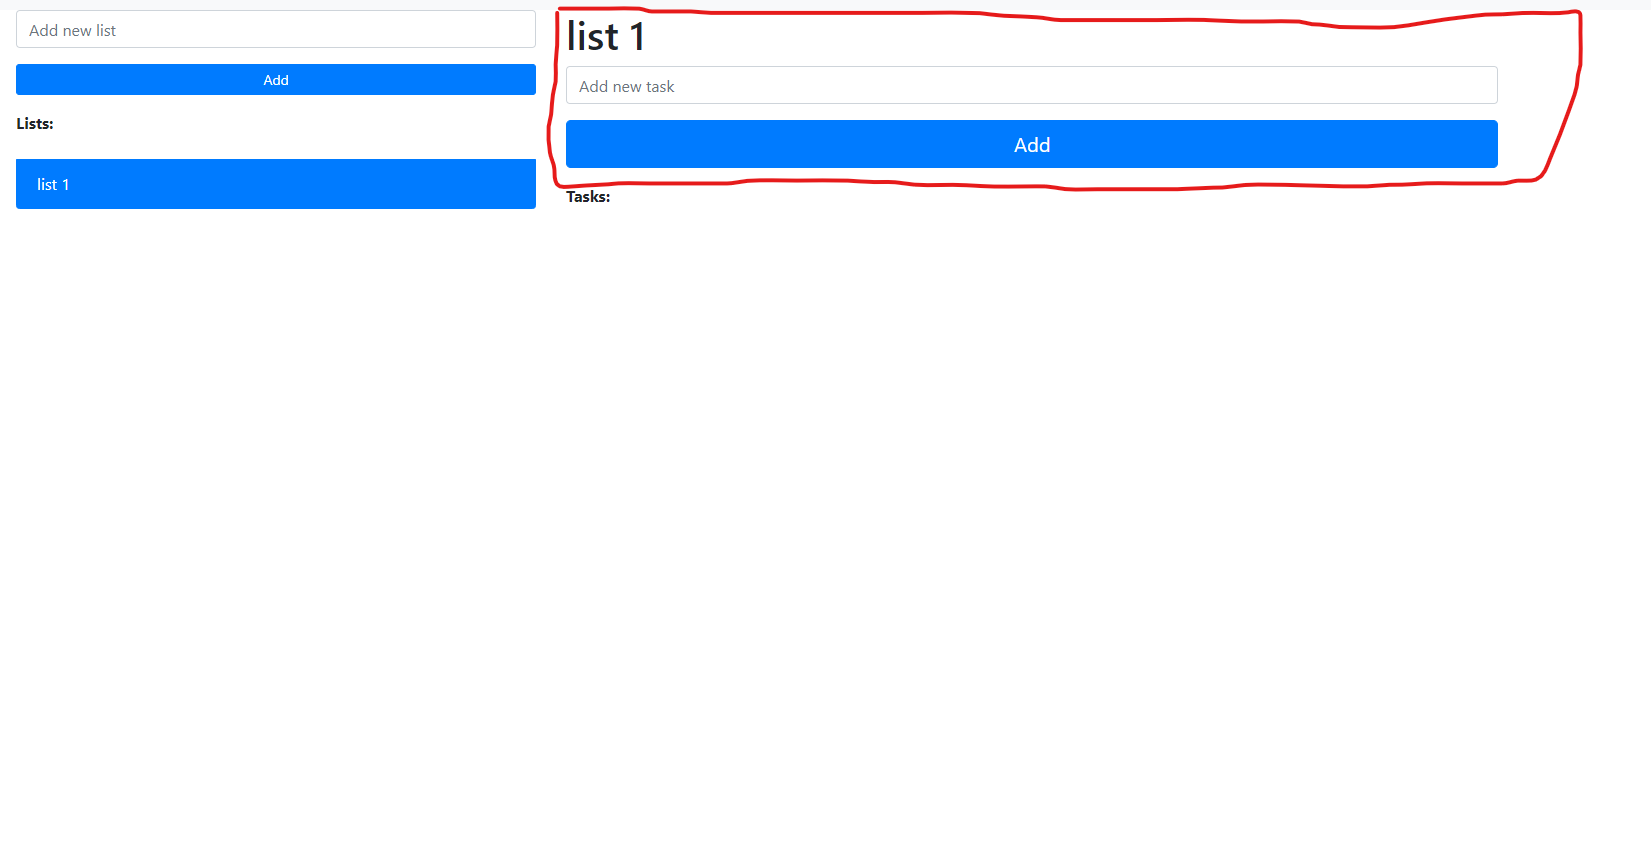 Add new list
Add
Lists:
list 1
list 1
Add new task
Add
Tasks: